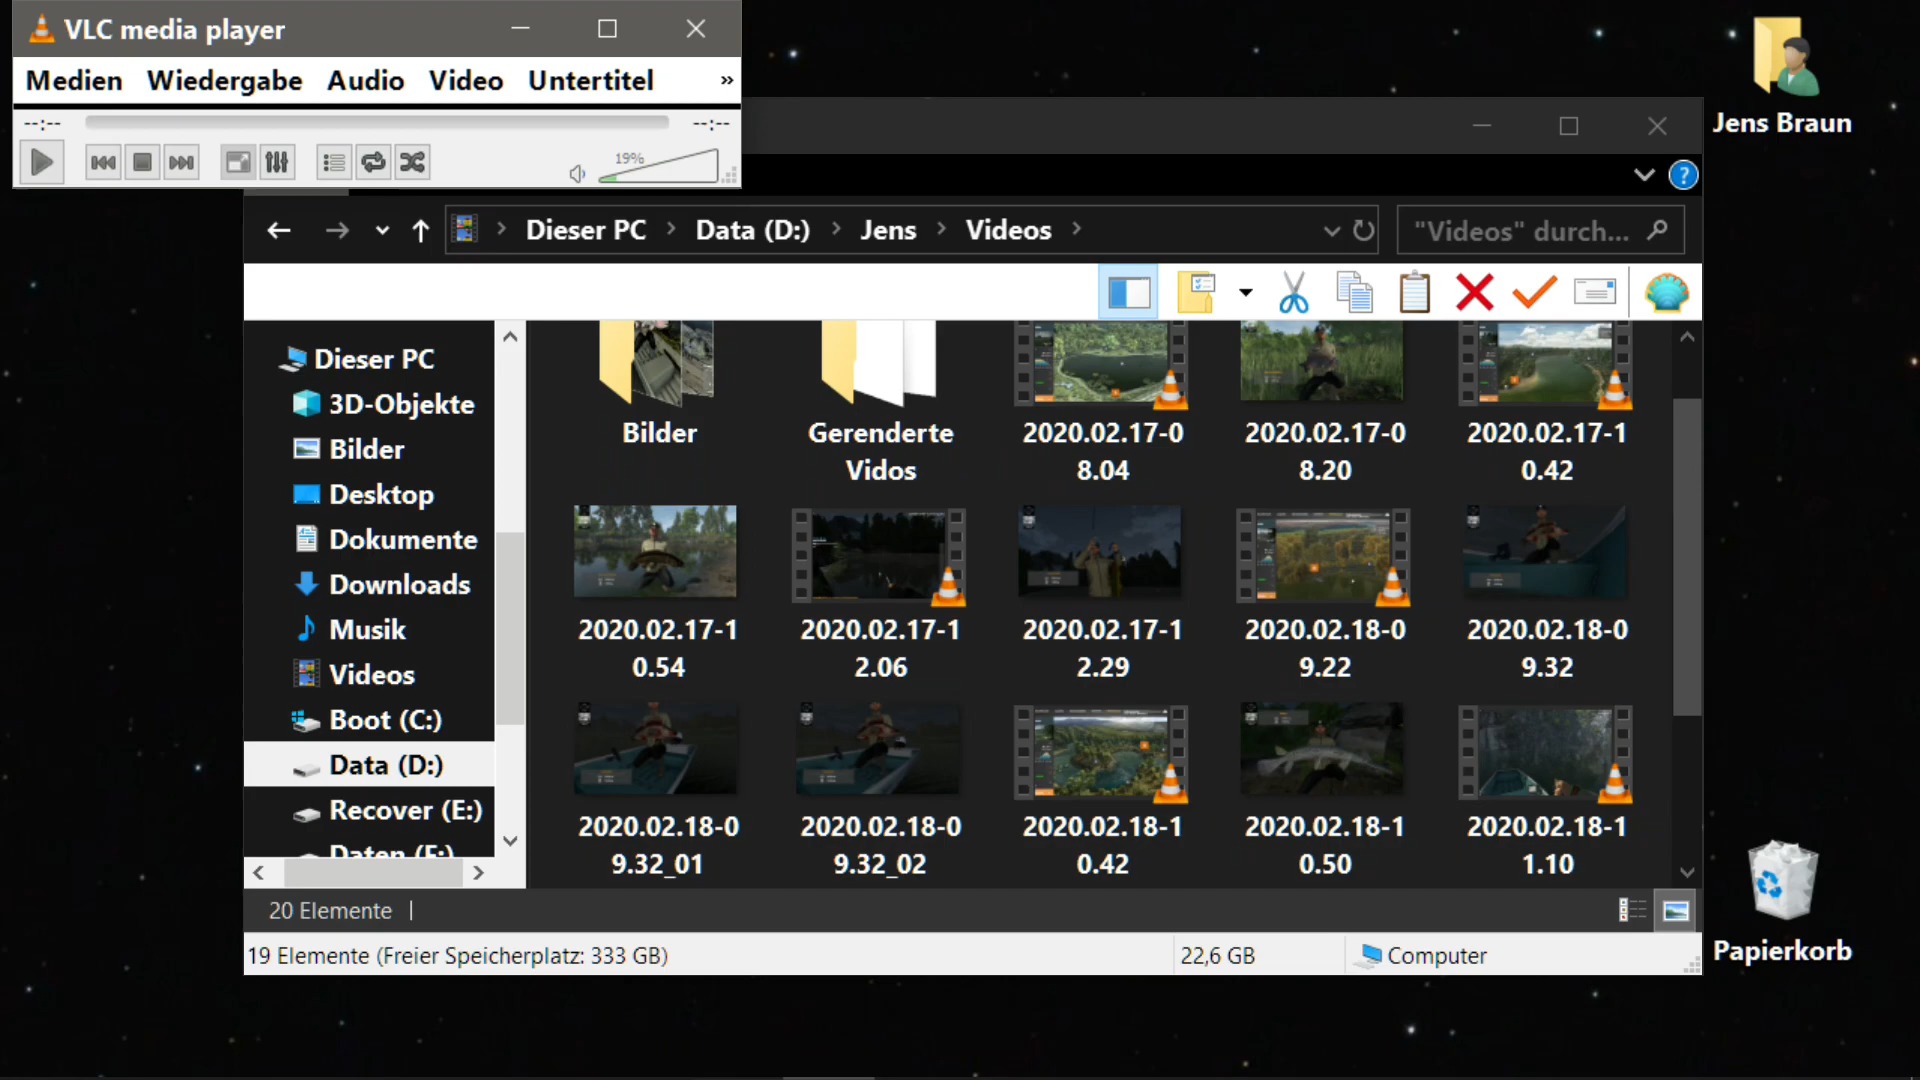 VLC media player
Medien Wiedergabe Audio Video Untertitel »
--:-- --:--
19%
Jens Braun
Dieser PC Data (D:) Jens Videos
"Videos" durch...
Dieser PC
3D-Objekte
Bilder
Desktop
Dokumente
Downloads
Musik
Videos
Boot (C:)
Data (D:)
Recover (E:)
Daten (F:)
Bilder
Gerenderte
Vidos
2020.02.17-0
8.04
2020.02.17-0
8.20
2020.02.17-1
0.42
2020.02.17-1
0.54
2020.02.17-1
2.06
2020.02.17-1
2.29
2020.02.18-0
9.22
2020.02.18-0
9.32
2020.02.18-0
9.32_01
2020.02.18-0
9.32_02
2020.02.18-1
0.42
2020.02.18-1
0.50
2020.02.18-1
1.10
20 Elemente
19 Elemente (Freier Speicherplatz: 333 GB) 22,6 GB Computer
Papierkorb